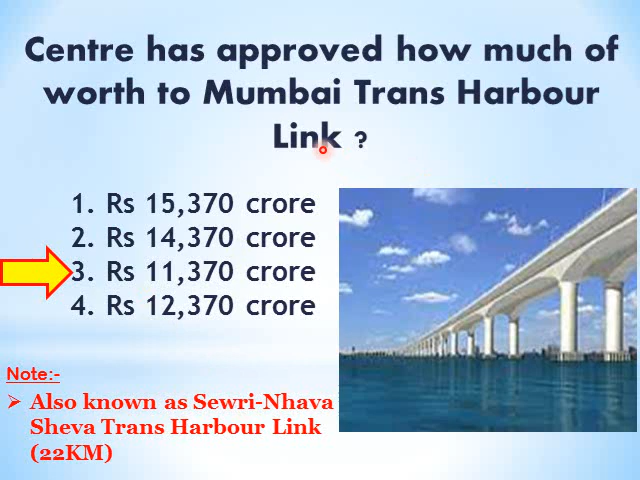 Centre has approved how much of
worth to Mumbai Trans Harbour
Link ?
1. Rs 15,370 crore
2. Rs 14,370 crore
3. Rs 11,370 crore
4. Rs 12,370 crore
Note:-
➢ Also known as Sewri-Nhava
Sheva Trans Harbour Link
(22KM)